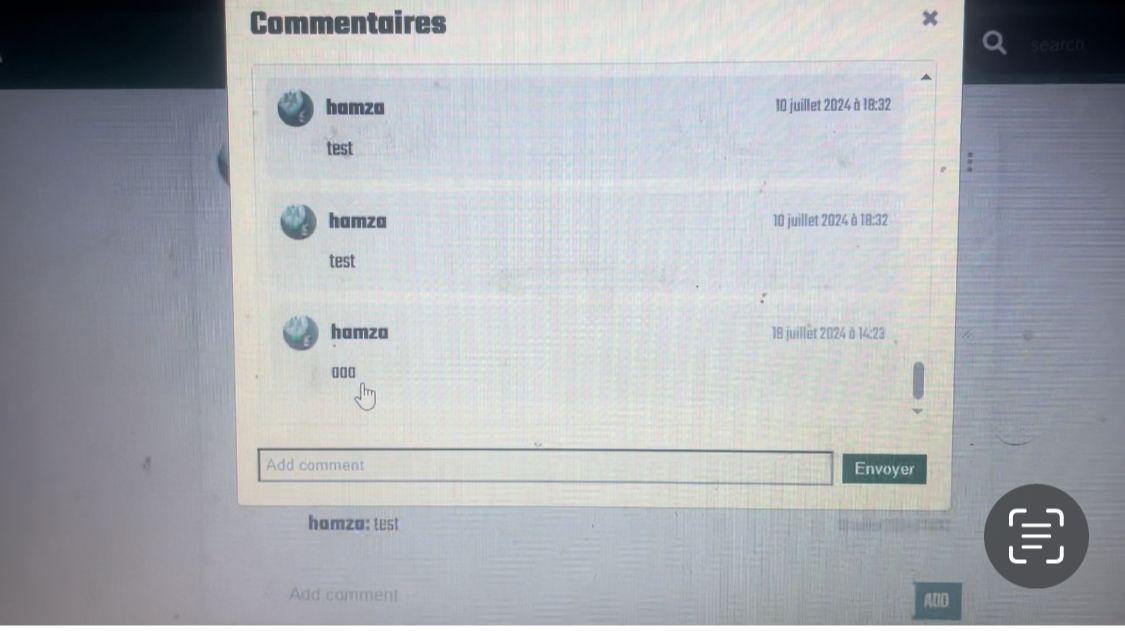 Commentaires
search
hamza
10 juillet 2024 à 18:32
test
hamza
10 juillet 2024 à 18:32
test
hamza
18 juillet 2024 à 14:23
ooo
Add comment
Envoyer
hamza: test
Add comment
ADD